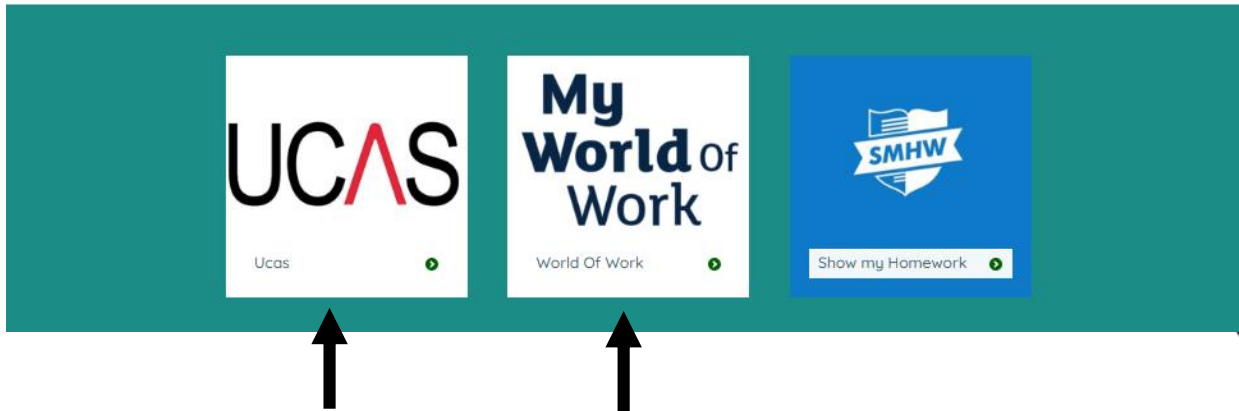 UCAS
Ucas
My
World Of
Work
World Of Work
SMHW
Show my Homework